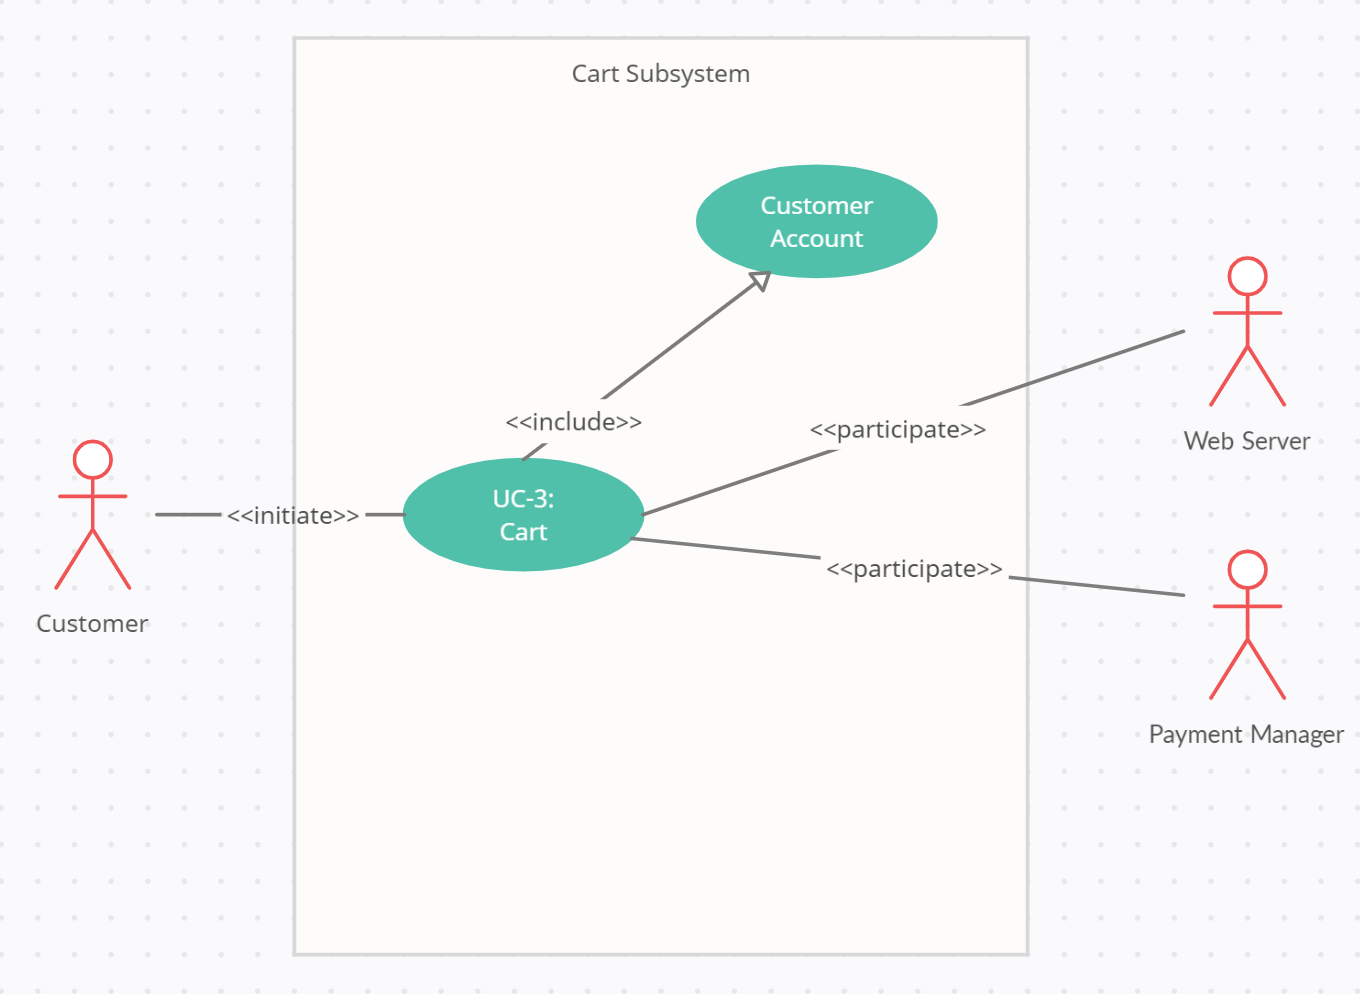 Cart Subsystem
Customer
Account
<<include>>
<<participate>>
Web Server
UC-3:
Cart
<<initiate>>
<<participate>>
Customer
Payment Manager